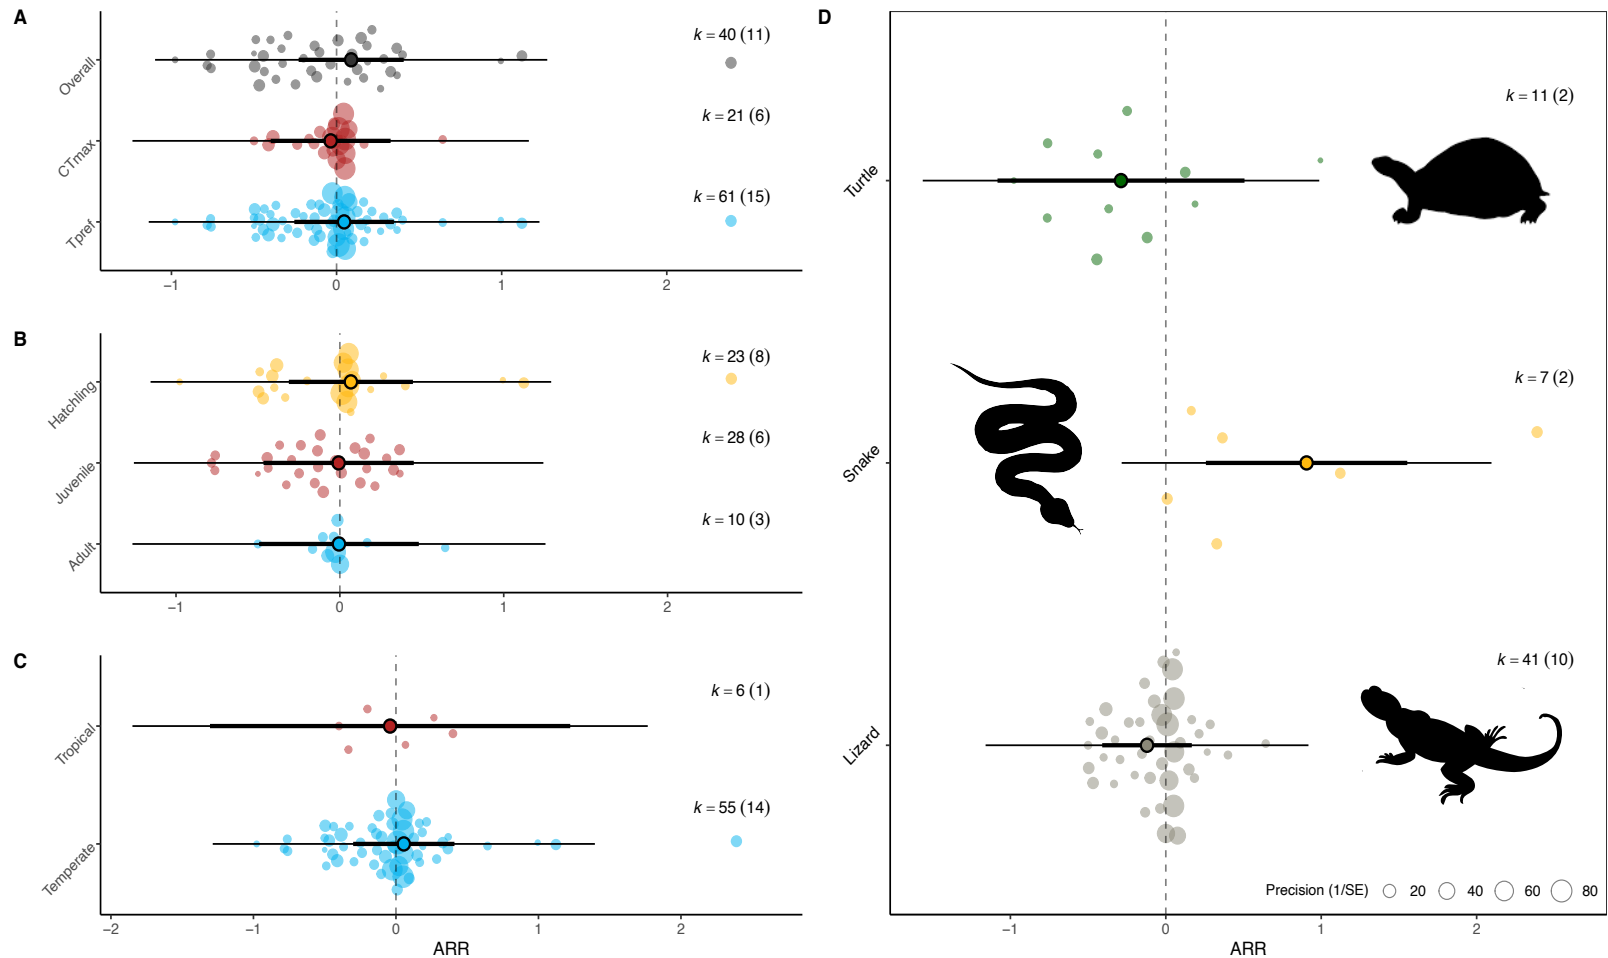 A
Overall
k = 40 (11)
CTmax
k = 21 (6)
Tpref
k = 61 (15)
−1 0 1 2
B
Hatchling
k = 23 (8)
Juvenile
k = 28 (6)
Adult
k = 10 (3)
−1 0 1 2
C
Tropical
k = 6 (1)
Temperate
k = 55 (14)
−2 −1 0 1 2
ARR
D
Turtle
k = 11 (2)
Snake
k = 7 (2)
Lizard
k = 41 (10)
Precision (1/SE) 20 40 60 80
−1 0 1 2
ARR